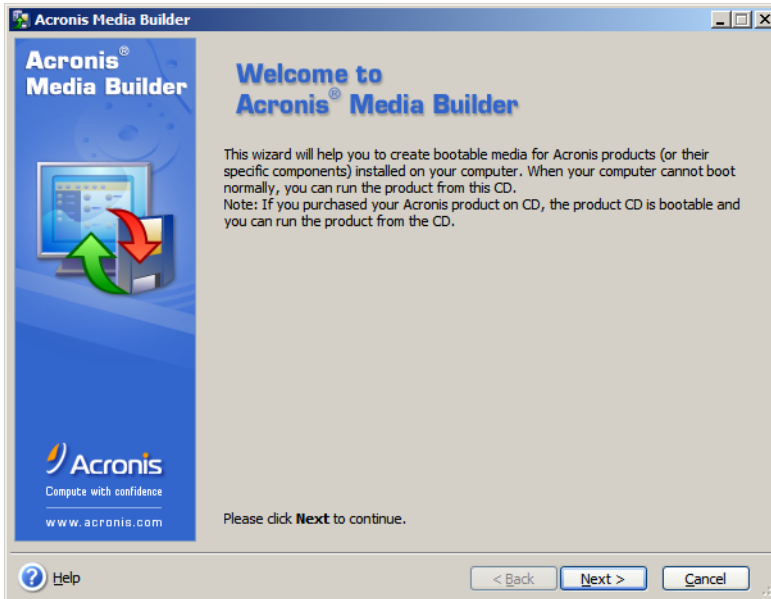 Acronis Media Builder
Acronis®
Media Builder
Welcome to
Acronis® Media Builder
This wizard will help you to create bootable media for Acronis products (or their
specific components) installed on your computer. When your computer cannot boot
normally, you can run the product from this CD.
Note: If you purchased your Acronis product on CD, the product CD is bootable and
you can run the product from the CD.
Acronis
Compute with confidence
www.acronis.com
Please click Next to continue.
? Help
< Back
Next >
Cancel